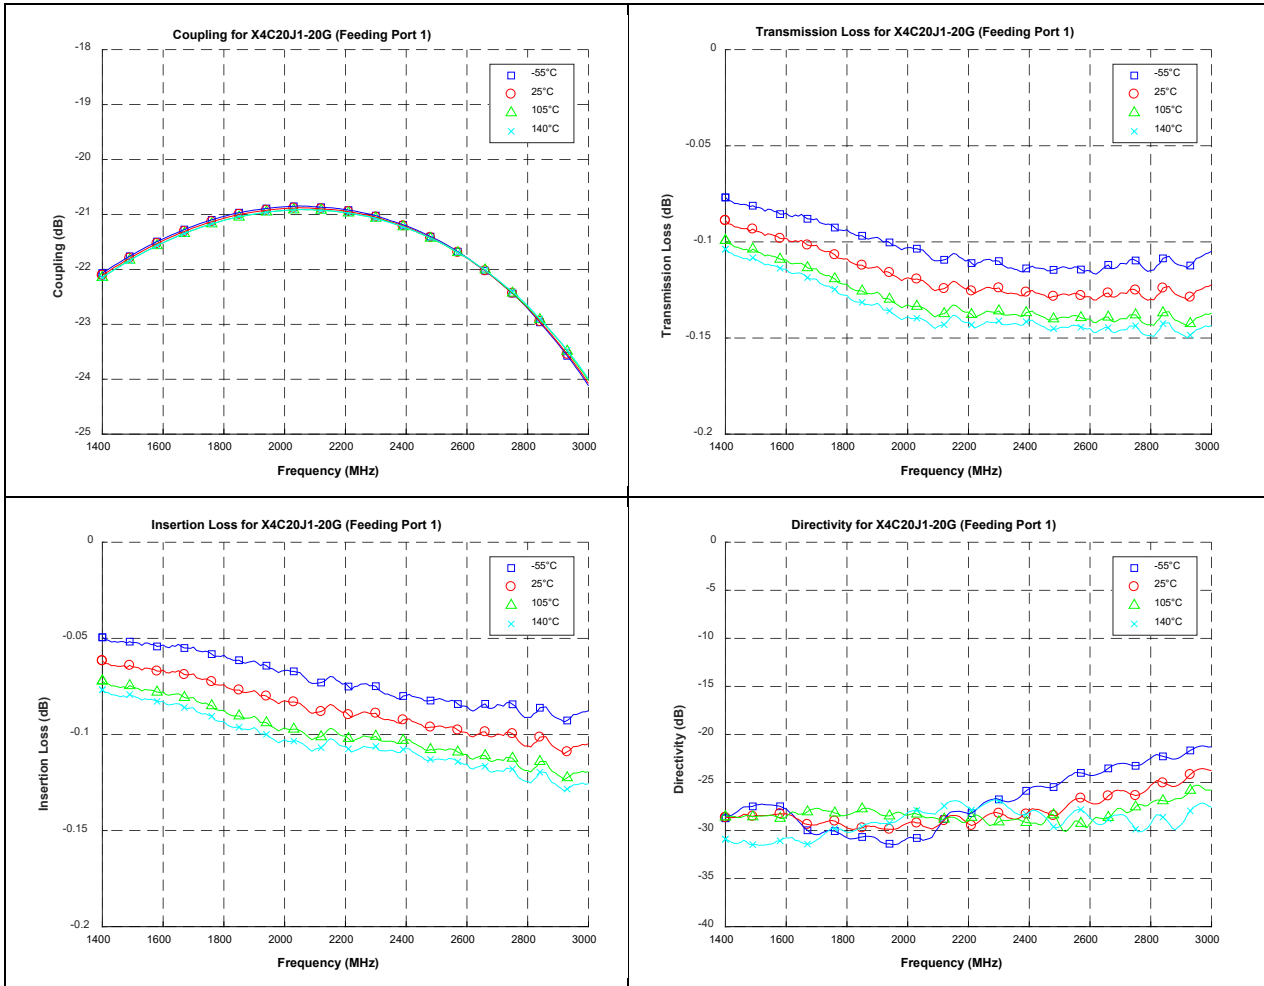 Coupling for X4C20J1-20G (Feeding Port 1)
-18
-19
-20
-21
-22
-23
-24
-25
Coupling (dB)
-55°C
25°C
105°C
140°C
1400 1600 1800 2000 2200 2400 2600 2800 3000
Frequency (MHz)
Transmission Loss for X4C20J1-20G (Feeding Port 1)
0
-0.05
-0.1
-0.15
-0.2
Transmission Loss (dB)
-55°C
25°C
105°C
140°C
1400 1600 1800 2000 2200 2400 2600 2800 3000
Frequency (MHz)
Insertion Loss for X4C20J1-20G (Feeding Port 1)
0
-0.05
-0.1
-0.15
-0.2
Insertion Loss (dB)
-55°C
25°C
105°C
140°C
1400 1600 1800 2000 2200 2400 2600 2800 3000
Frequency (MHz)
Directivity for X4C20J1-20G (Feeding Port 1)
0
-5
-10
-15
-20
-25
-30
-35
-40
Directivity (dB)
-55°C
25°C
105°C
140°C
1400 1600 1800 2000 2200 2400 2600 2800 3000
Frequency (MHz)